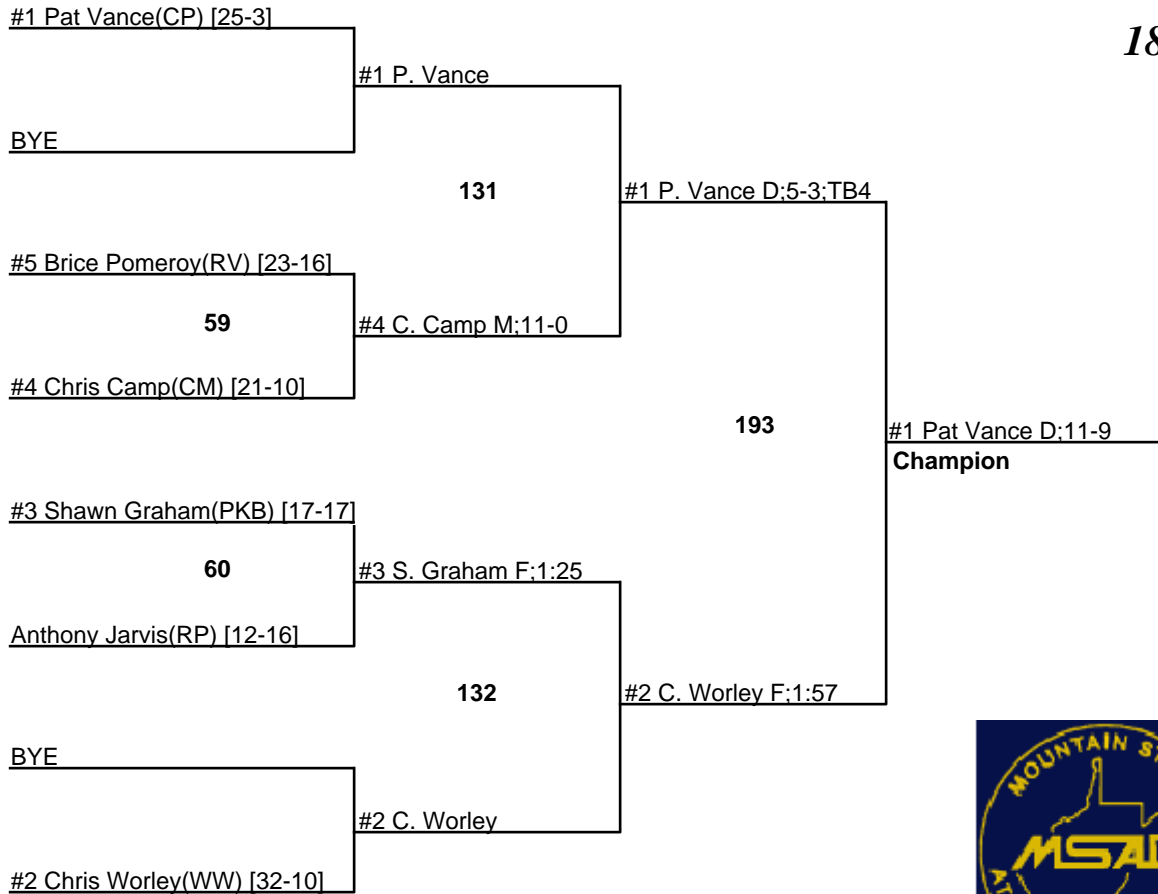 #1 Pat Vance(CP) [25-3]
18
#1 P. Vance
BYE
131
#1 P. Vance D;5-3;TB4
#5 Brice Pomeroy(RV) [23-16]
59
#4 C. Camp M;11-0
#4 Chris Camp(CM) [21-10]
193
#1 Pat Vance D;11-9
Champion
#3 Shawn Graham(PKB) [17-17]
60
#3 S. Graham F;1:25
Anthony Jarvis(RP) [12-16]
132
#2 C. Worley F;1:57
BYE
#2 C. Worley
#2 Chris Worley(WW) [32-10]
MOUNTAIN
MSA